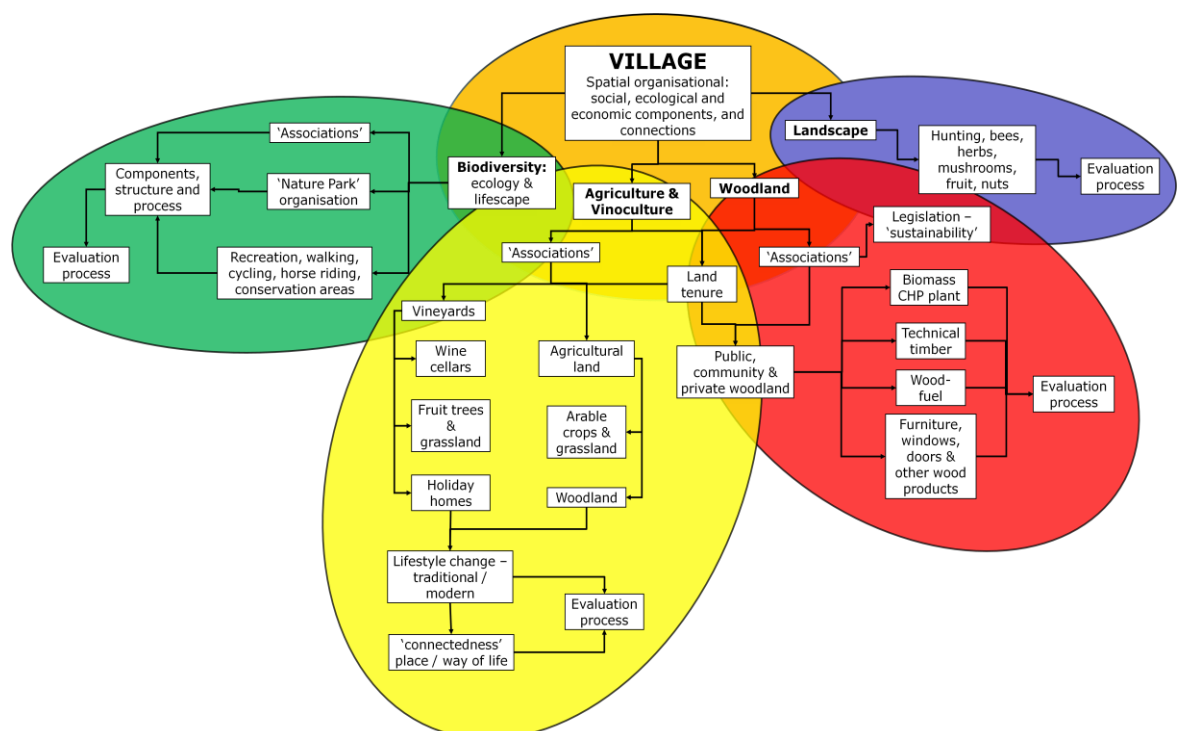 VILLAGE
Spatial organisational:
social, ecological and
economic components, and
connections
Landscape
Hunting, bees,
herbs,
mushrooms,
fruit, nuts
Evaluation
process
‘Associations’
Components,
structure and
process
‘Nature Park’
organisation
Evaluation
process
Recreation, walking,
cycling, horse riding,
conservation areas
Biodiversity:
ecology &
lifescape
Agriculture &
Vinoculture
Woodland
‘Associations’
Land
tenure
‘Associations’
Legislation –
‘sustainability’
Vineyards
Wine
cellars
Fruit trees
&
grassland
Holiday
homes
Agricultural
land
Arable
crops &
grassland
Woodland
Lifestyle change –
traditional /
modern
‘connectedness’
place / way of life
Evaluation
process
Public,
community &
private woodland
Biomass
CHP plant
Technical
timber
Wood-
fuel
Furniture,
windows,
doors &
other wood
products
Evaluation
process